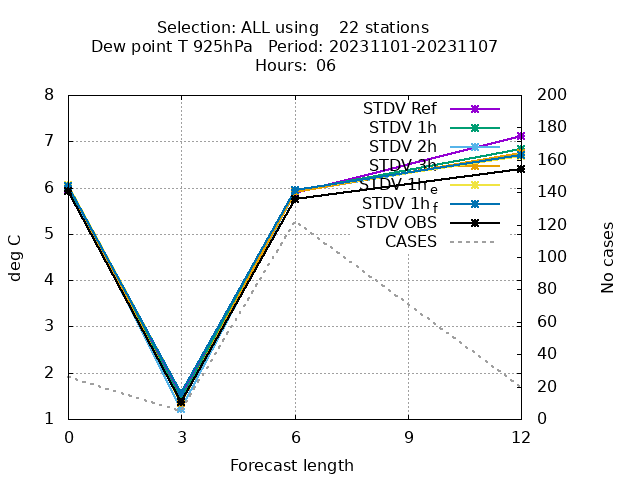 Selection: ALL using 22 stations
Dew point T 925hPa Period: 20231101-20231107
Hours: 06
8
7
6
5
4
3
2
1
deg C
200
180
160
140
120
100
80
60
40
20
0
No cases
STDV Ref
STDV 1h
STDV 2h
STDV 3h
STDV 1h e
STDV 1h f
STDV OBS
CASES
0 3 6 9 12
Forecast length